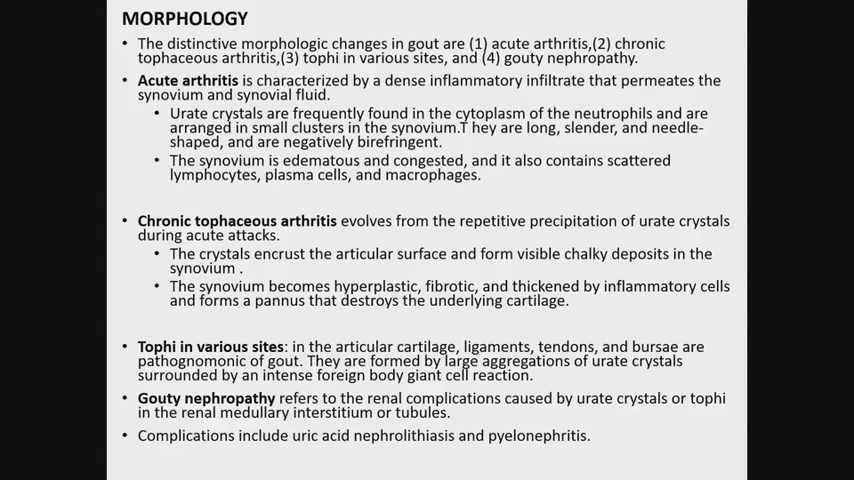 MORPHOLOGY
• The distinctive morphologic changes in gout are (1) acute arthritis,(2) chronic
tophaceous arthritis,(3) tophi in various sites, and (4) gouty nephropathy.
• Acute arthritis is characterized by a dense inflammatory infiltrate that permeates the
synovium and synovial fluid.
• Urate crystals are frequently found in the cytoplasm of the neutrophils and are
arranged in small clusters in the synovium.T hey are long, slender, and needle-
shaped, and are negatively birefringent.
• The synovium is edematous and congested, and it also contains scattered
lymphocytes, plasma cells, and macrophages.
• Chronic tophaceous arthritis evolves from the repetitive precipitation of urate crystals
during acute attacks.
• The crystals encrust the articular surface and form visible chalky deposits in the
synovium .
• The synovium becomes hyperplastic, fibrotic, and thickened by inflammatory cells
and forms a pannus that destroys the underlying cartilage.
• Tophi in various sites: in the articular cartilage, ligaments, tendons, and bursae are
pathognomonic of gout. They are formed by large aggregations of urate crystals
surrounded by an intense foreign body giant cell reaction.
• Gouty nephropathy refers to the renal complications caused by urate crystals or tophi
in the renal medullary interstitium or tubules.
• Complications include uric acid nephrolithiasis and pyelonephritis.